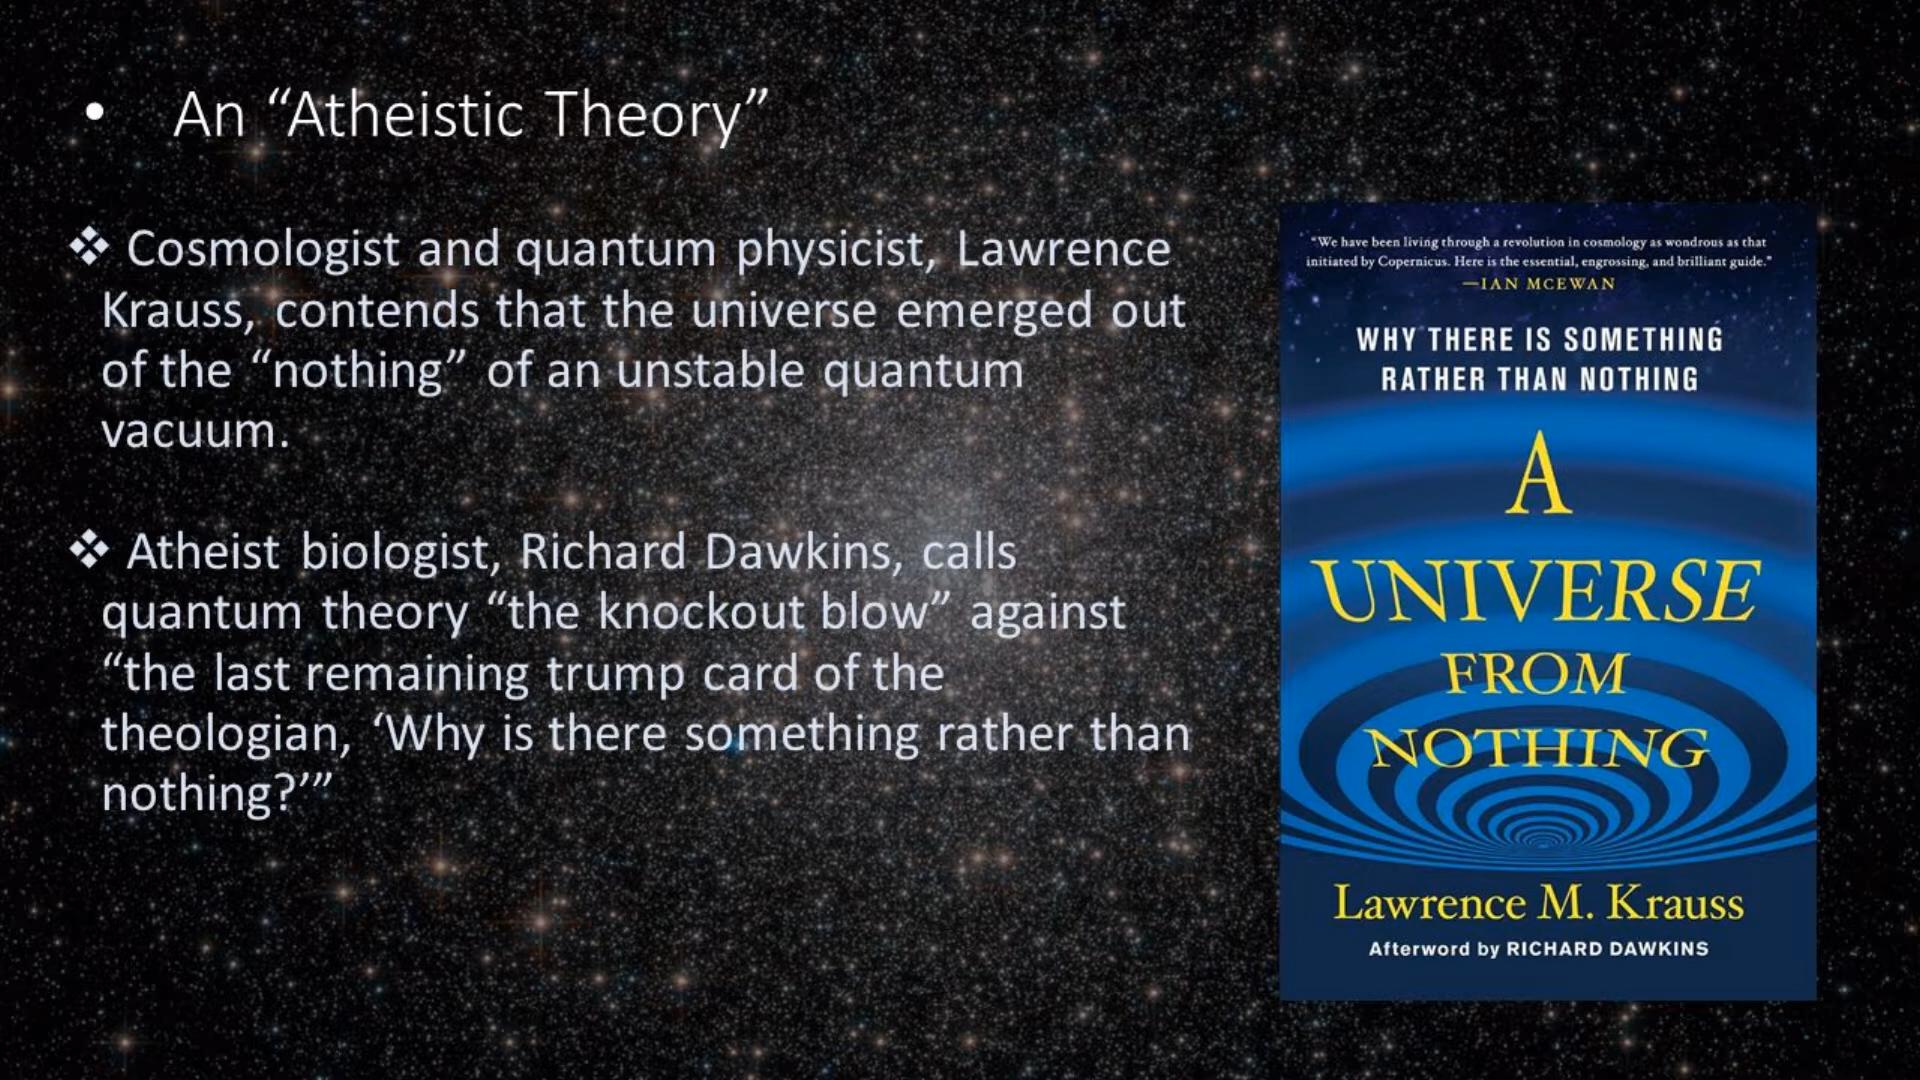 • An “Atheistic Theory”
❖ Cosmologist and quantum physicist, Lawrence
Krauss, contends that the universe emerged out
of the “nothing” of an unstable quantum
vacuum.
❖ Atheist biologist, Richard Dawkins, calls
quantum theory “the knockout blow” against
“the last remaining trump card of the
theologian, ‘Why is there something rather than
nothing?’”
“We have been living through a revolution in cosmology as wondrous as that
initiated by Copernicus. Here is the essential, engrossing, and brilliant guide.”
—IAN MCEWAN
WHY THERE IS SOMETHING
RATHER THAN NOTHING
A
UNIVERSE
FROM
NOTHING
Lawrence M. Krauss
Afterword by RICHARD DAWKINS